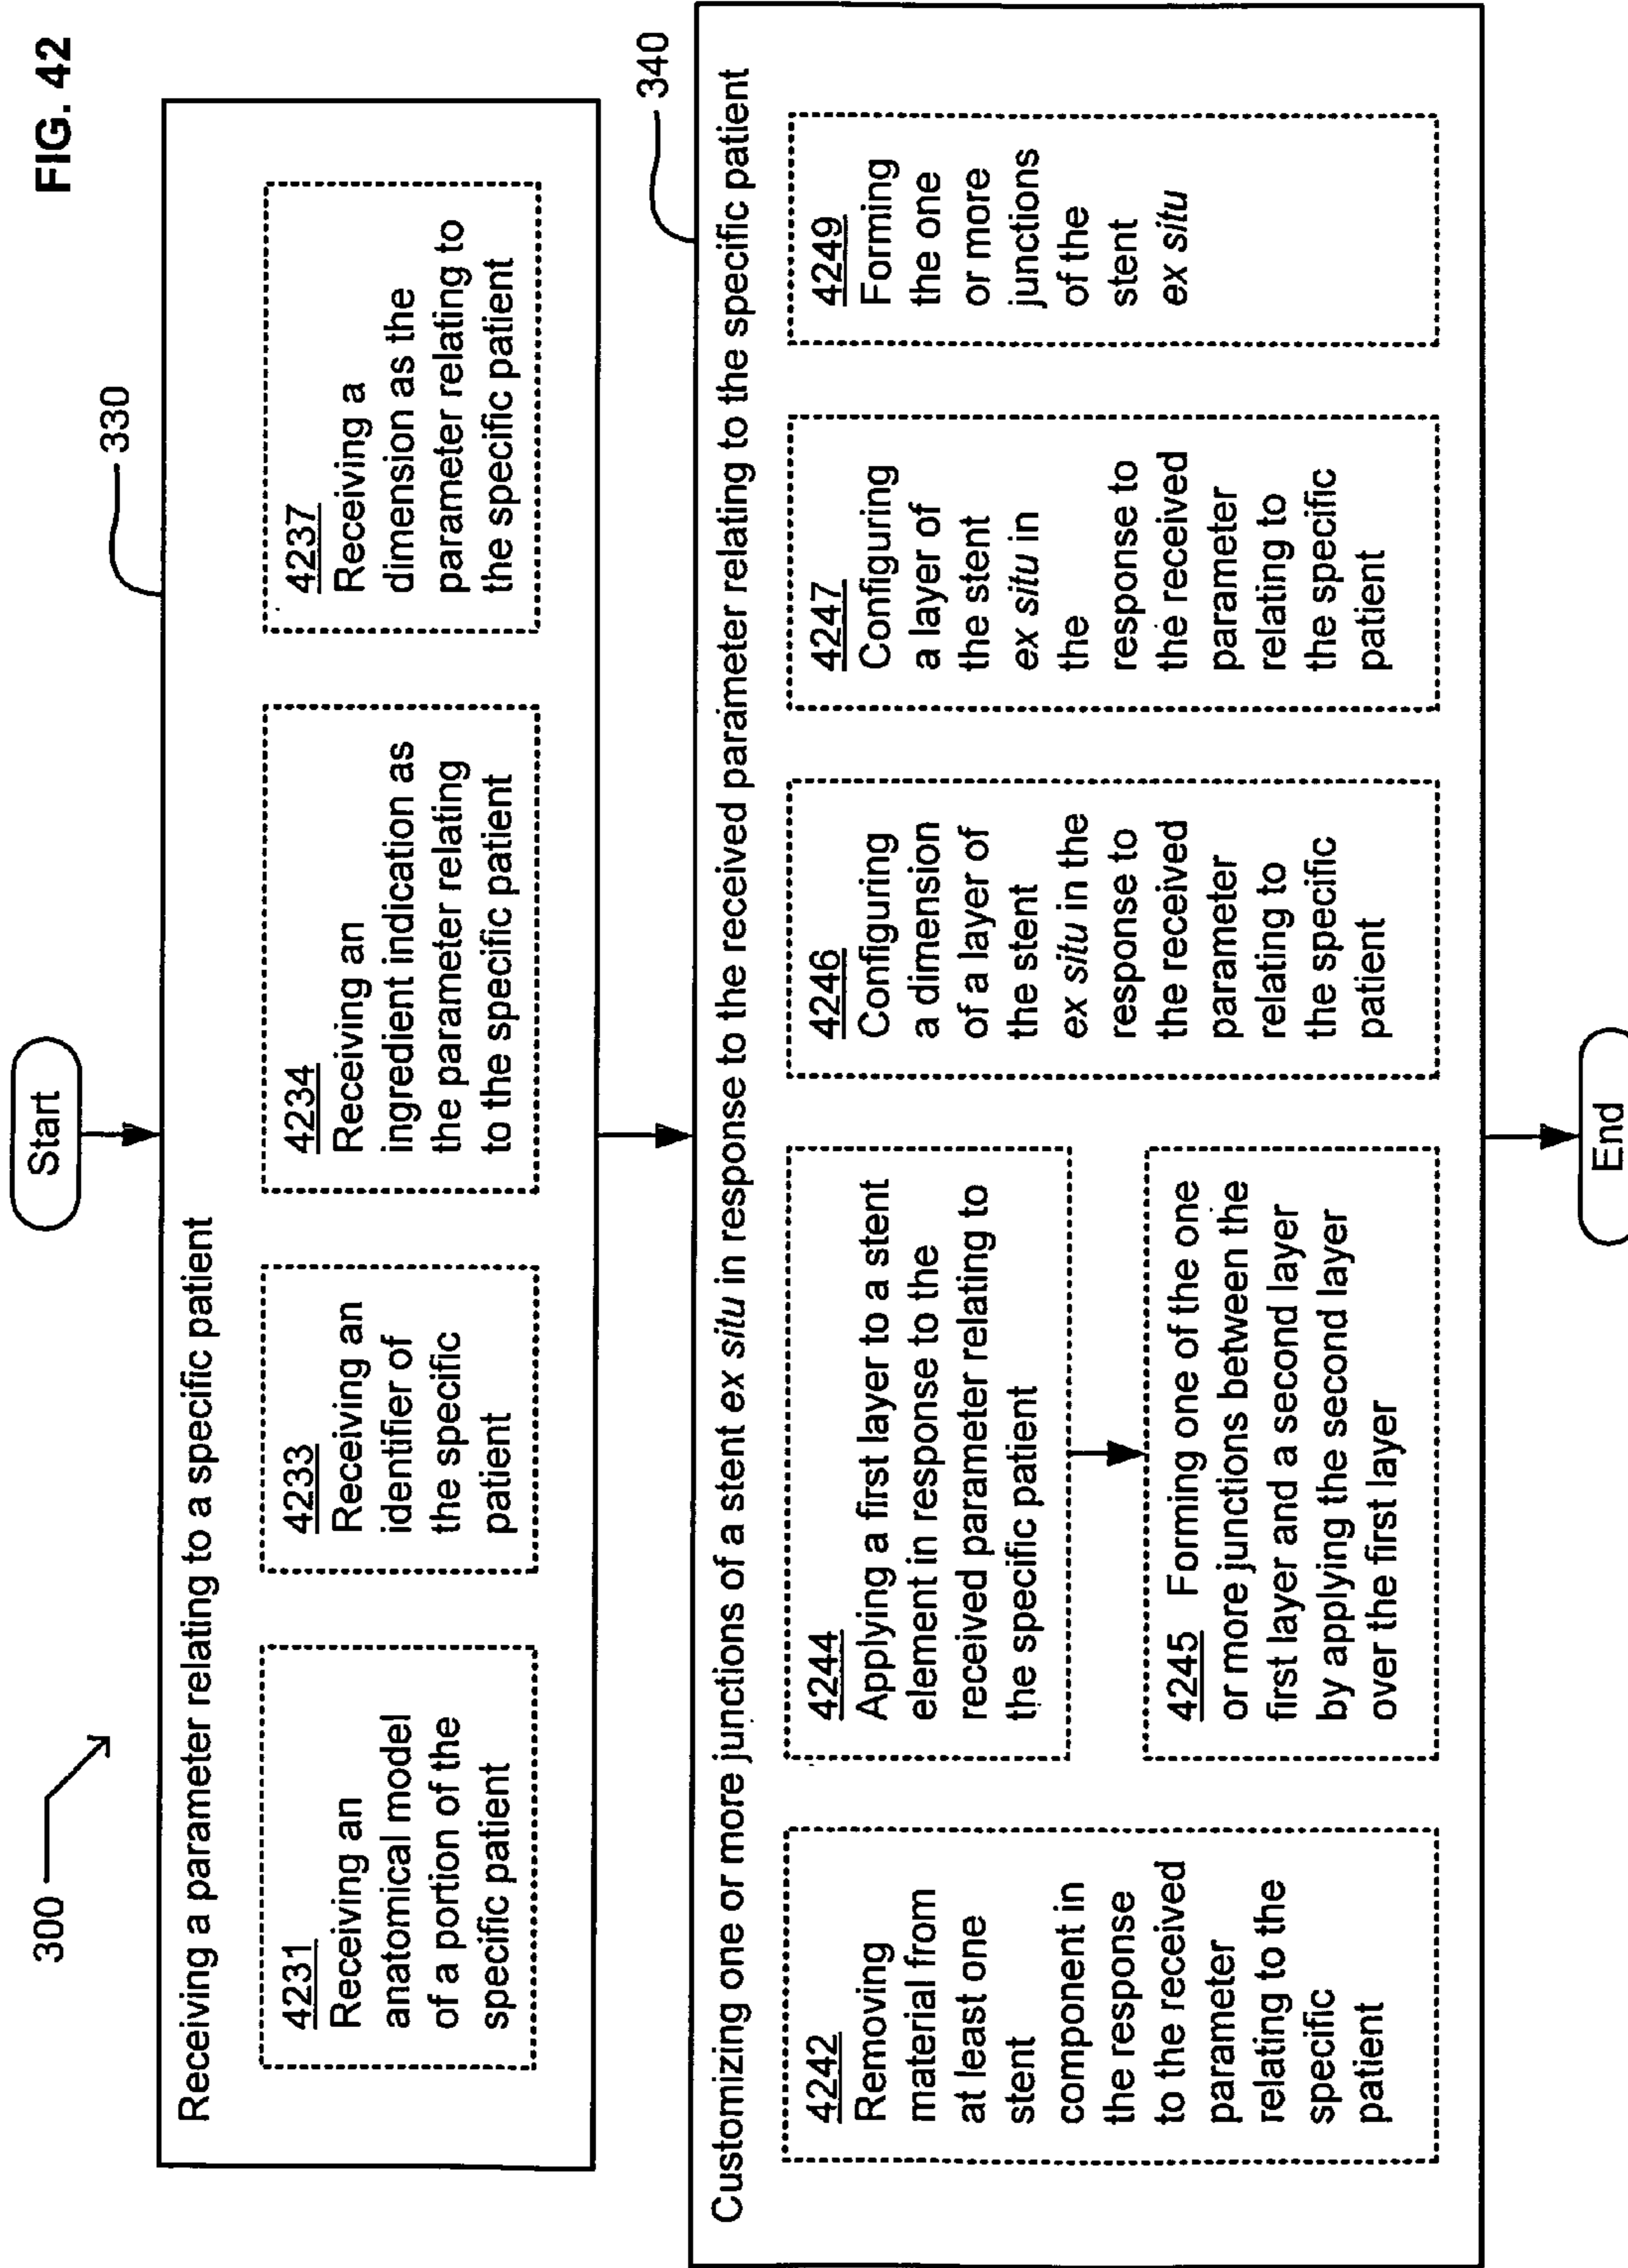 FIG. 42
300
Start
330
Receiving a parameter relating to a specific patient
4231
Receiving an
anatomical model
of a portion of the
specific patient
4233
Receiving an
identifier of
the specific
patient
4234
Receiving an
ingredient indication as
the parameter relating
to the specific patient
4237
Receiving a
dimension as the
parameter relating to
the specific patient
340
Customizing one or more junctions of a stent ex situ in response to the received parameter relating to the specific patient
4242
Removing
material from
at least one
stent
component in
the response
to the received
parameter
relating to the
specific
patient
4244
Applying a first layer to a stent
element in response to the
received parameter relating to
the specific patient
4245 Forming one of the one
or more junctions between the
first layer and a second layer
by applying the second layer
over the first layer
4246
Configuring
a dimension
of a layer of
the stent
ex situ in the
response to
the received
parameter
relating to
the specific
patient
4247
Configuring
a layer of
the stent
ex situ in
the
response to
the received
parameter
relating to
the specific
patient
4249
Forming
the one
or more
junctions
of the
stent
ex situ
End